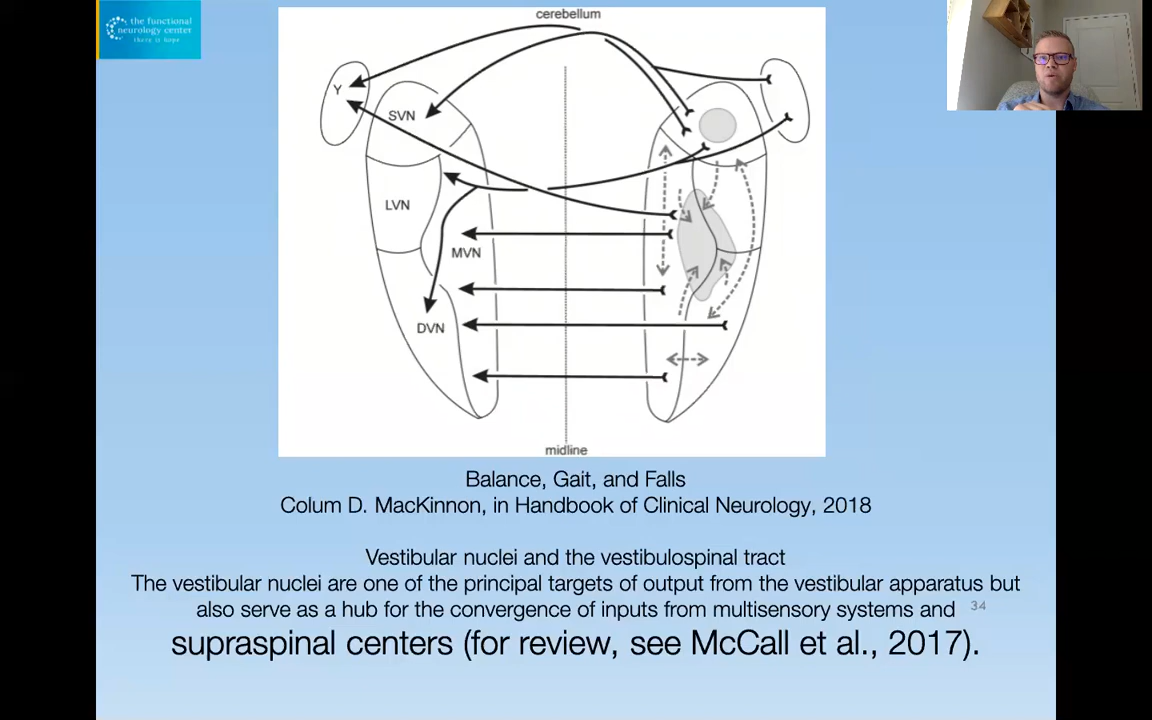 the functional
neurology center
there is hope
cerebellum
Y
SVN
LVN
MVN
DVN
midline
Balance, Gait, and Falls
Colum D. MacKinnon, in Handbook of Clinical Neurology, 2018
Vestibular nuclei and the vestibulospinal tract
The vestibular nuclei are one of the principal targets of output from the vestibular apparatus but
also serve as a hub for the convergence of inputs from multisensory systems and
34
supraspinal centers (for review, see McCall et al., 2017).